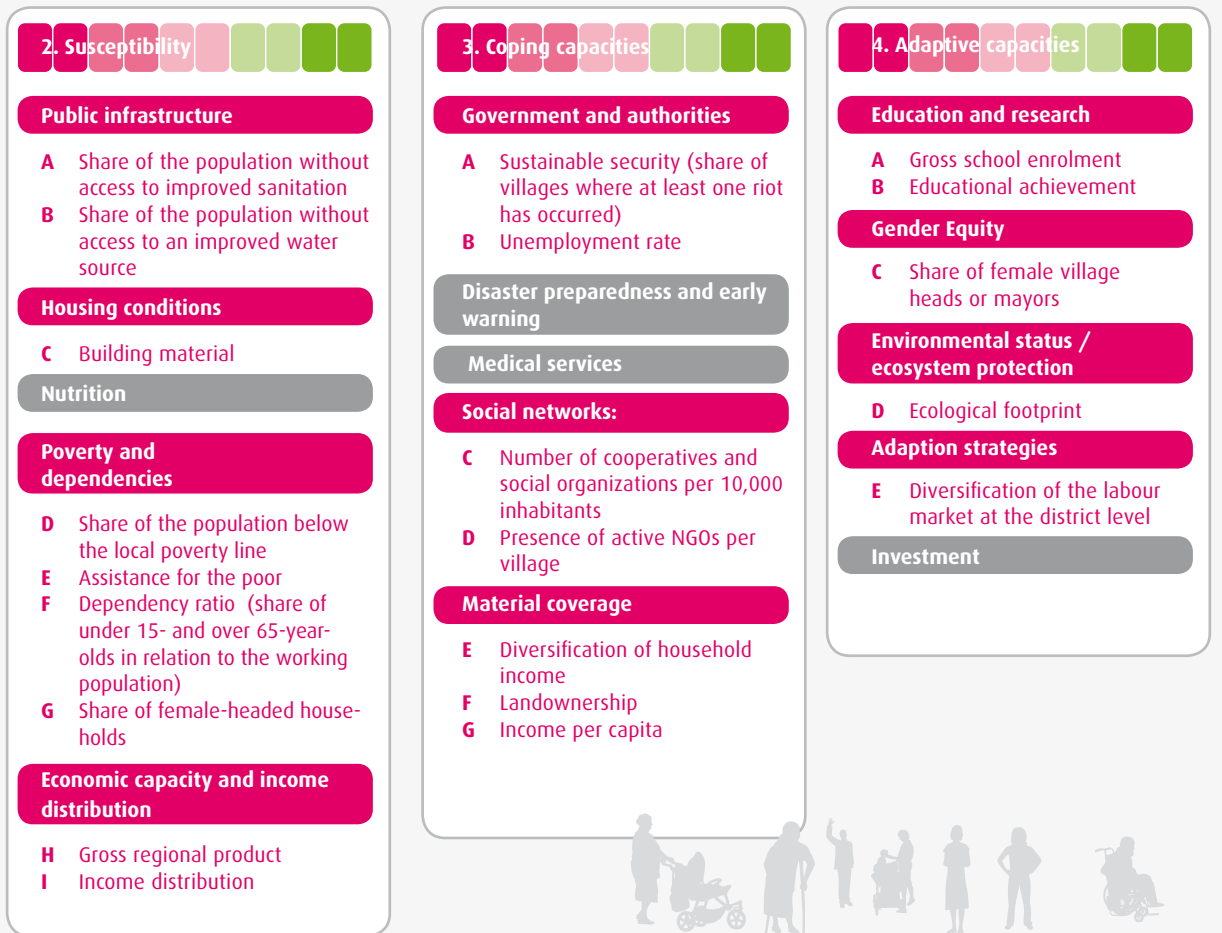 2. Susceptibility
Public infrastructure
A Share of the population without
access to improved sanitation
B Share of the population without
access to an improved water
source
Housing conditions
C Building material
Nutrition
Poverty and
dependencies
D Share of the population below
the local poverty line
E Assistance for the poor
F Dependency ratio (share of
under 15- and over 65-year-
olds in relation to the working
population)
G Share of female-headed house-
holds
Economic capacity and income
distribution
H Gross regional product
I Income distribution
3. Coping capacities
Government and authorities
A Sustainable security (share of
villages where at least one riot
has occurred)
B Unemployment rate
Disaster preparedness and early
warning
Medical services
Social networks:
C Number of cooperatives and
social organizations per 10,000
inhabitants
D Presence of active NGOs per
village
Material coverage
E Diversification of household
income
F Landownership
G Income per capita
4. Adaptive capacities
Education and research
A Gross school enrolment
B Educational achievement
Gender Equity
C Share of female village
heads or mayors
Environmental status /
ecosystem protection
D Ecological footprint
Adaption strategies
E Diversification of the labour
market at the district level
Investment